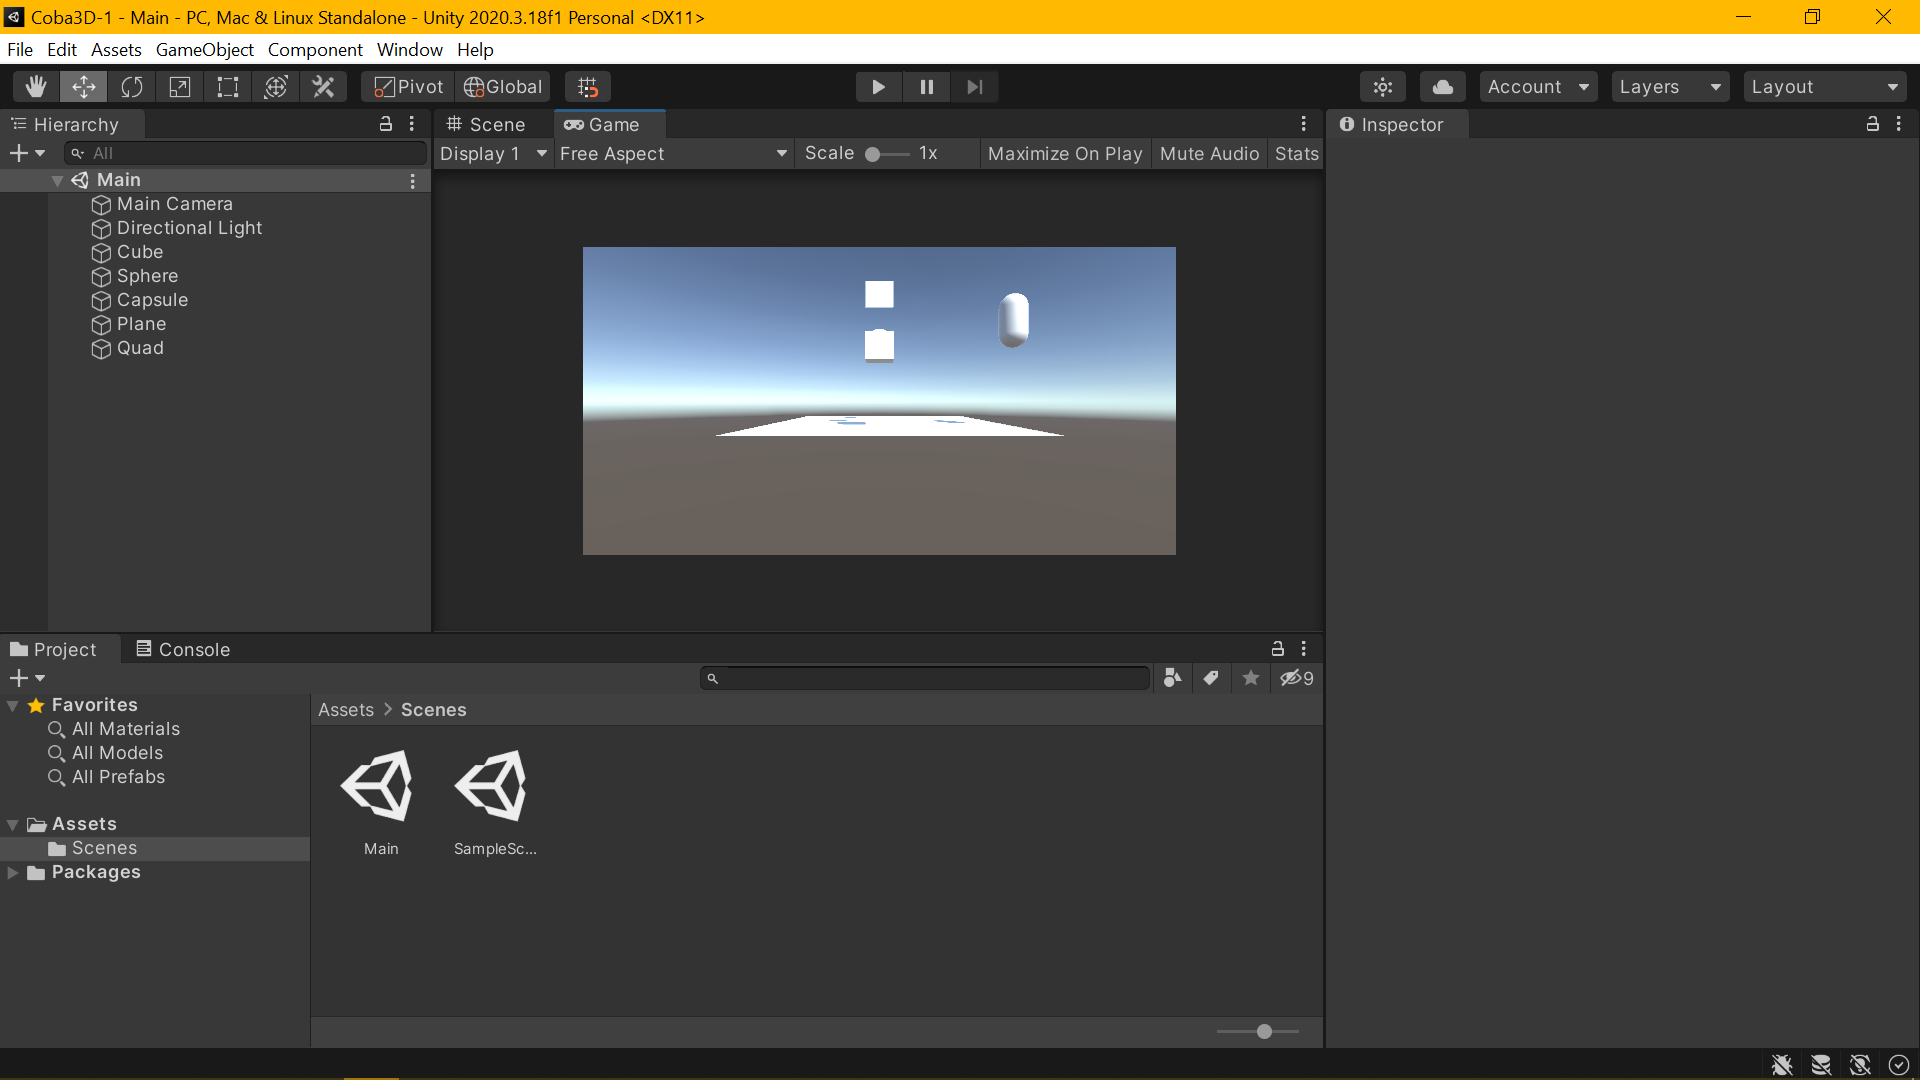 Coba3D-1 - Main - PC, Mac & Linux Standalone - Unity 2020.3.18f1 Personal <DX11>
File Edit Assets GameObject Component Window Help
Pivot Global Account Layers Layout
Hierarchy
All
Main
Main Camera
Directional Light
Cube
Sphere
Capsule
Plane
Quad
Scene Game
Display 1 Free Aspect Scale 1x Maximize On Play Mute Audio Stats
Inspector
Project Console
9
Favorites
All Materials
All Models
All Prefabs
Assets
Scenes
Packages
Assets > Scenes
Main SampleSc...